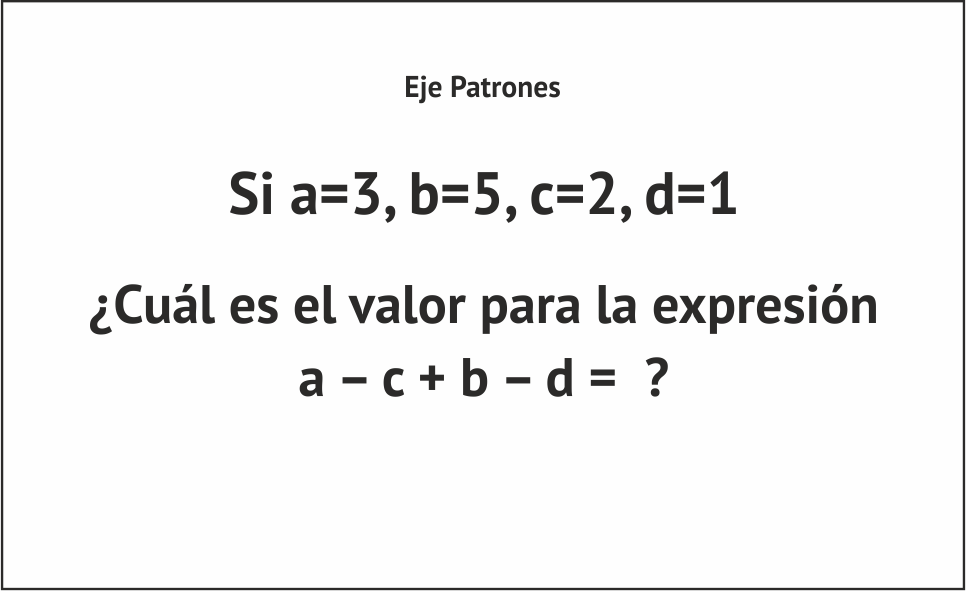 Eje Patrones
Si a=3, b=5, c=2, d=1
¿Cuál es el valor para la expresión
a – c + b – d = ?